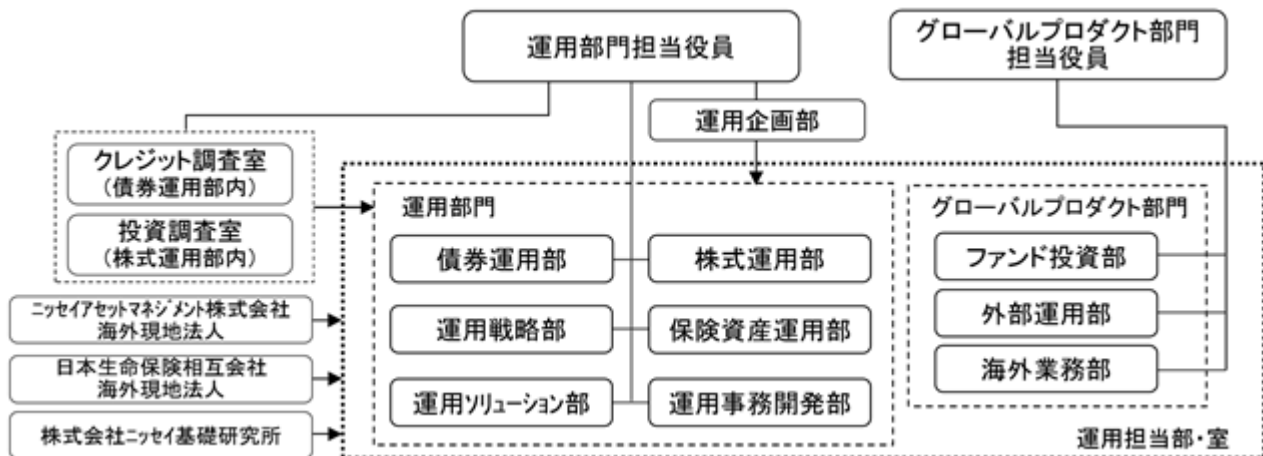 運用部門担当役員
グローバルプロダクト部門
担当役員
運用企画部
クレジット調査室
（債券運用部内）
投資調査室
（株式運用部内）
運用部門
債券運用部
株式運用部
運用戦略部
保険資産運用部
運用ソリューション部
運用事務開発部
グローバルプロダクト部門
ファンド投資部
外部運用部
海外業務部
ニッセイアセットマネジメント株式会社
海外現地法人
日本生命保険相互会社
海外現地法人
株式会社ニッセイ基礎研究所
運用担当部・室